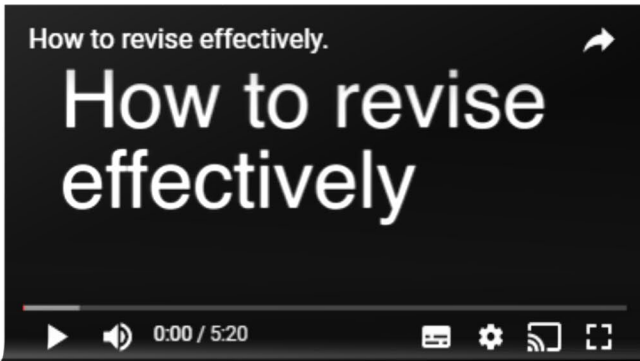 How to revise effectively.
How to revise
effectively
0:00 / 5:20